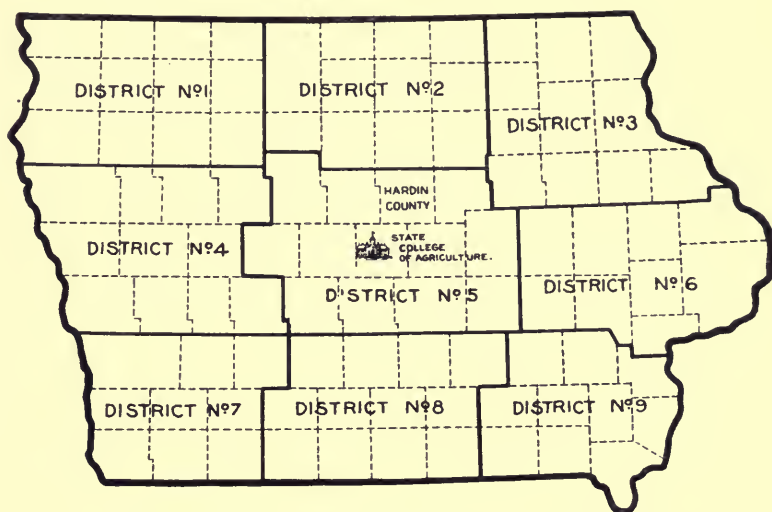 DISTRICT Nº1
DISTRICT Nº2
DISTRICT Nº3
HARDIN
COUNTY
DISTRICT Nº4
STATE
COLLEGE
OF AGRICULTURE.
DISTRICT Nº5
DISTRICT Nº6
DISTRICT Nº7
DISTRICT Nº8
DISTRICT Nº9